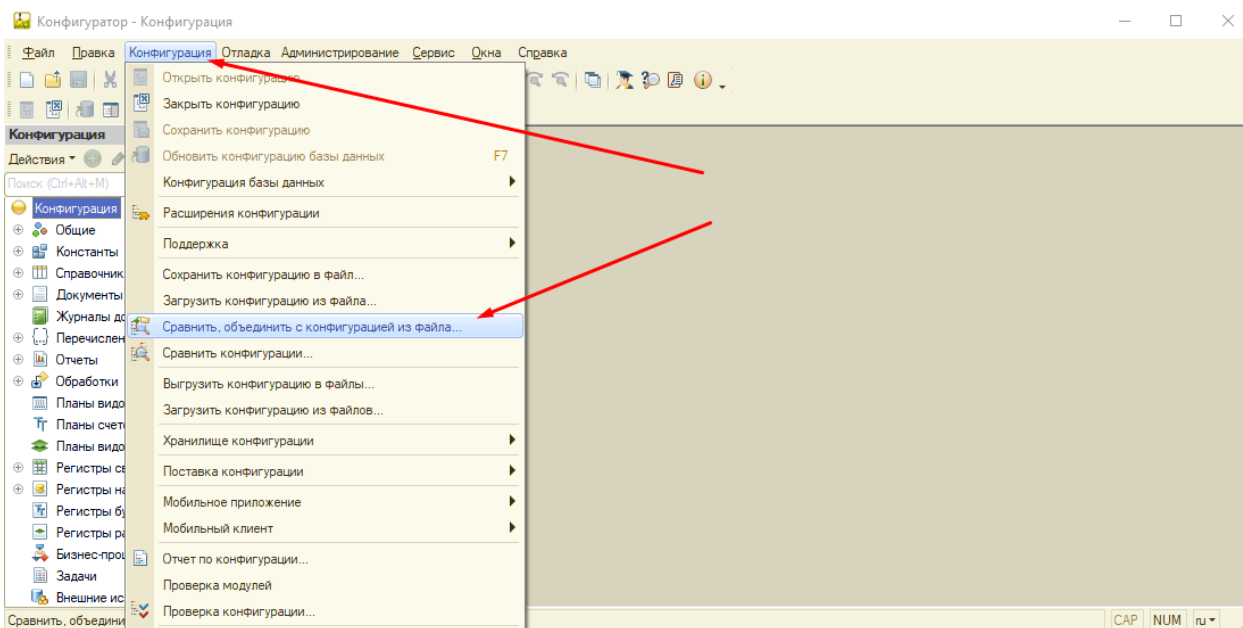 Конфигуратор - Конфигурация
Файл Правка Конфигурация Отладка Администрирование Сервис Окна Справка
Открыть конфигурацию
Закрыть конфигурацию
Конфигурация
Сохранить конфигурацию
Действия
Обновить конфигурацию базы данных F7
Поиск (Ctrl+Alt+M)
Конфигурация базы данных
Конфигурация
Расширения конфигурации
Общие
Поддержка
Константы
Справочник
Сохранить конфигурацию в файл...
Документы
Загрузить конфигурацию из файла...
Журналы до
Сравнить, объединить с конфигурацией из файла...
Перечислен
Сравнить конфигурации...
Отчеты
Обработки
Выгрузить конфигурацию в файлы...
Планы видо
Загрузить конфигурацию из файлов...
Планы счет
Хранилище конфигурации
Планы видо
Регистры св
Поставка конфигурации
Регистры на
Мобильное приложение
Регистры бу
Мобильный клиент
Регистры ра
Бизнес-проц
Отчет по конфигурации...
Задачи
Проверка модулей
Внешние ис
Проверка конфигурации...
Сравнить, объедини
CAP NUM ru